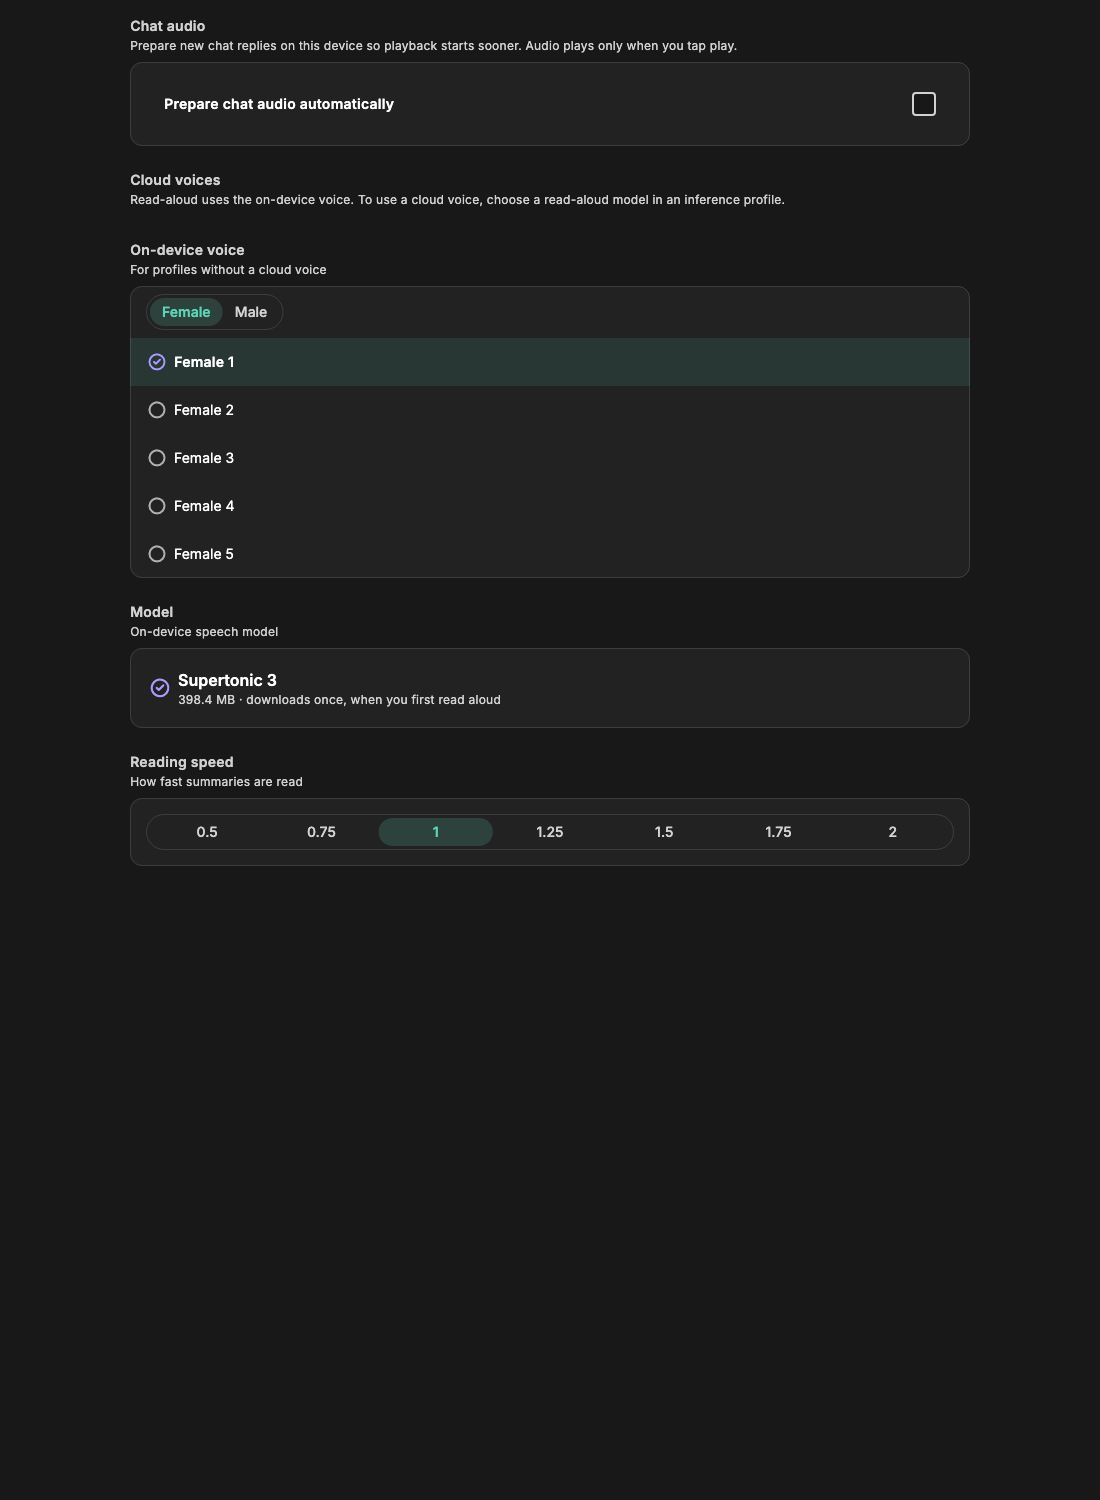 Chat audio
Prepare new chat replies on this device so playback starts sooner. Audio plays only when you tap play.
Prepare chat audio automatically
Cloud voices
Read-aloud uses the on-device voice. To use a cloud voice, choose a read-aloud model in an inference profile.
On-device voice
For profiles without a cloud voice
Female Male
Female 1
Female 2
Female 3
Female 4
Female 5
Model
On-device speech model
Supertonic 3
398.4 MB · downloads once, when you first read aloud
Reading speed
How fast summaries are read
0.5 0.75 1 1.25 1.5 1.75 2